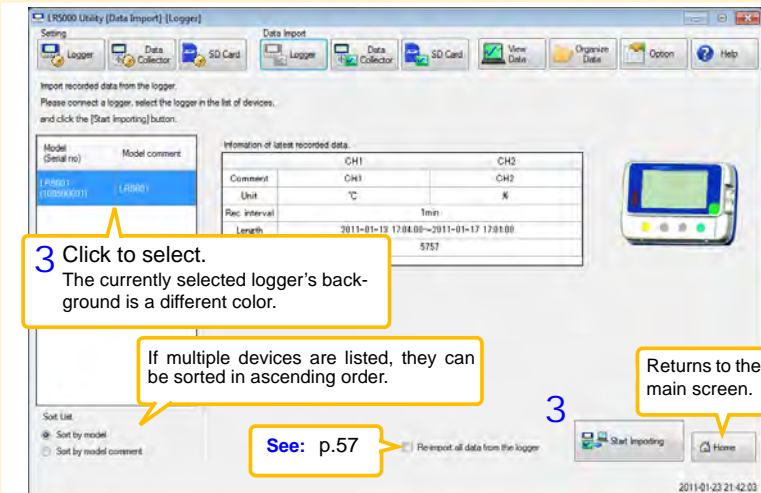 LR5000 Utility [Data Import]-[Logger]
Setting Data Import
Logger Data Collector SD Card Logger Data Collector SD Card View Data Organize Data Option Help
Import recorded data from the logger.
Please connect a logger, select the logger in the list of devices,
and click the [Start Importing] button.
Model (Serial no) Model comment
LR5001 LR5001
Infomation of latest recorded data.
CH1 CH2
Comment CH1 CH2
Unit ℃ %
Rec. interval 1min
Length 2011-01-13 17:04:00~2011-01-17 17:01:00
5757
3 Click to select.
The currently selected logger's back-
ground is a different color.
If multiple devices are listed, they can
be sorted in ascending order.
Returns to the
main screen.
Sort List
Sort by model
Sort by model comment
See: p.57
Re-import all data from the logger
3
Start Importing
Home
2011-01-23 21:42:03